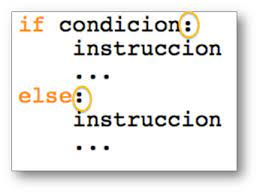 if condicion:
    instruccion
    ...
else:
    instruccion
    ...